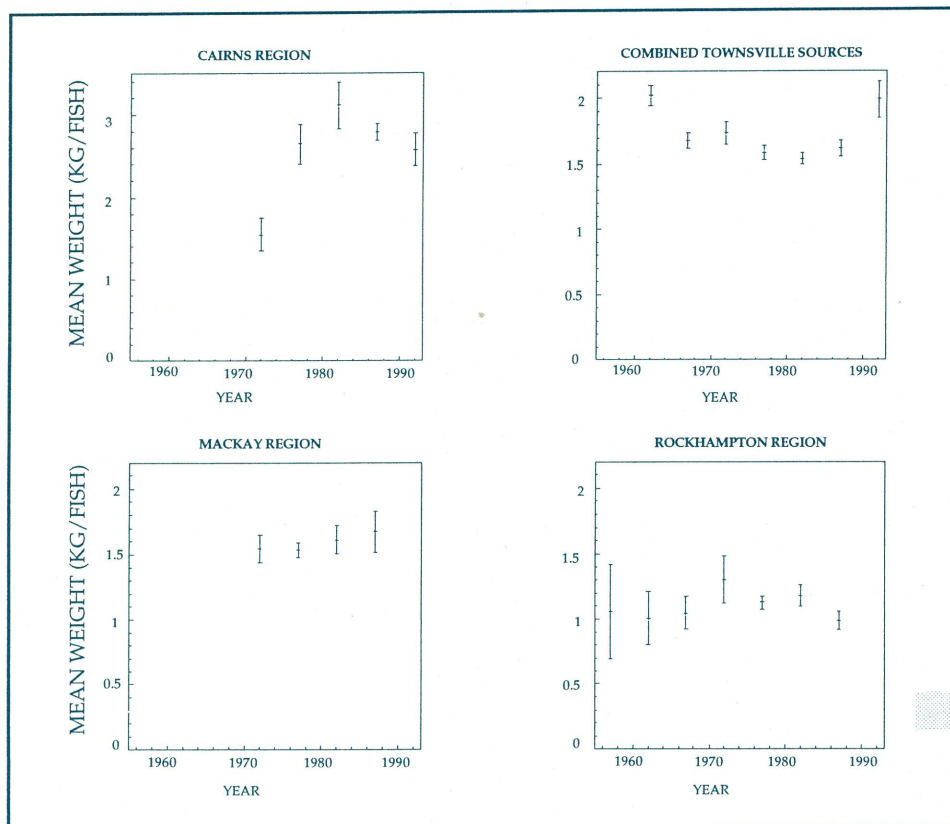 CAIRNS REGION
MEAN WEIGHT (KG/FISH)
3
2
1
0
1960 1970 1980 1990
YEAR
COMBINED TOWNSVILLE SOURCES
2
1.5
1
0.5
0
1960 1970 1980 1990
YEAR
MACKAY REGION
MEAN WEIGHT (KG/FISH)
2
1.5
1
0.5
0
1960 1970 1980 1990
YEAR
ROCKHAMPTON REGION
2
1.5
1
0.5
0
1960 1970 1980 1990
YEAR